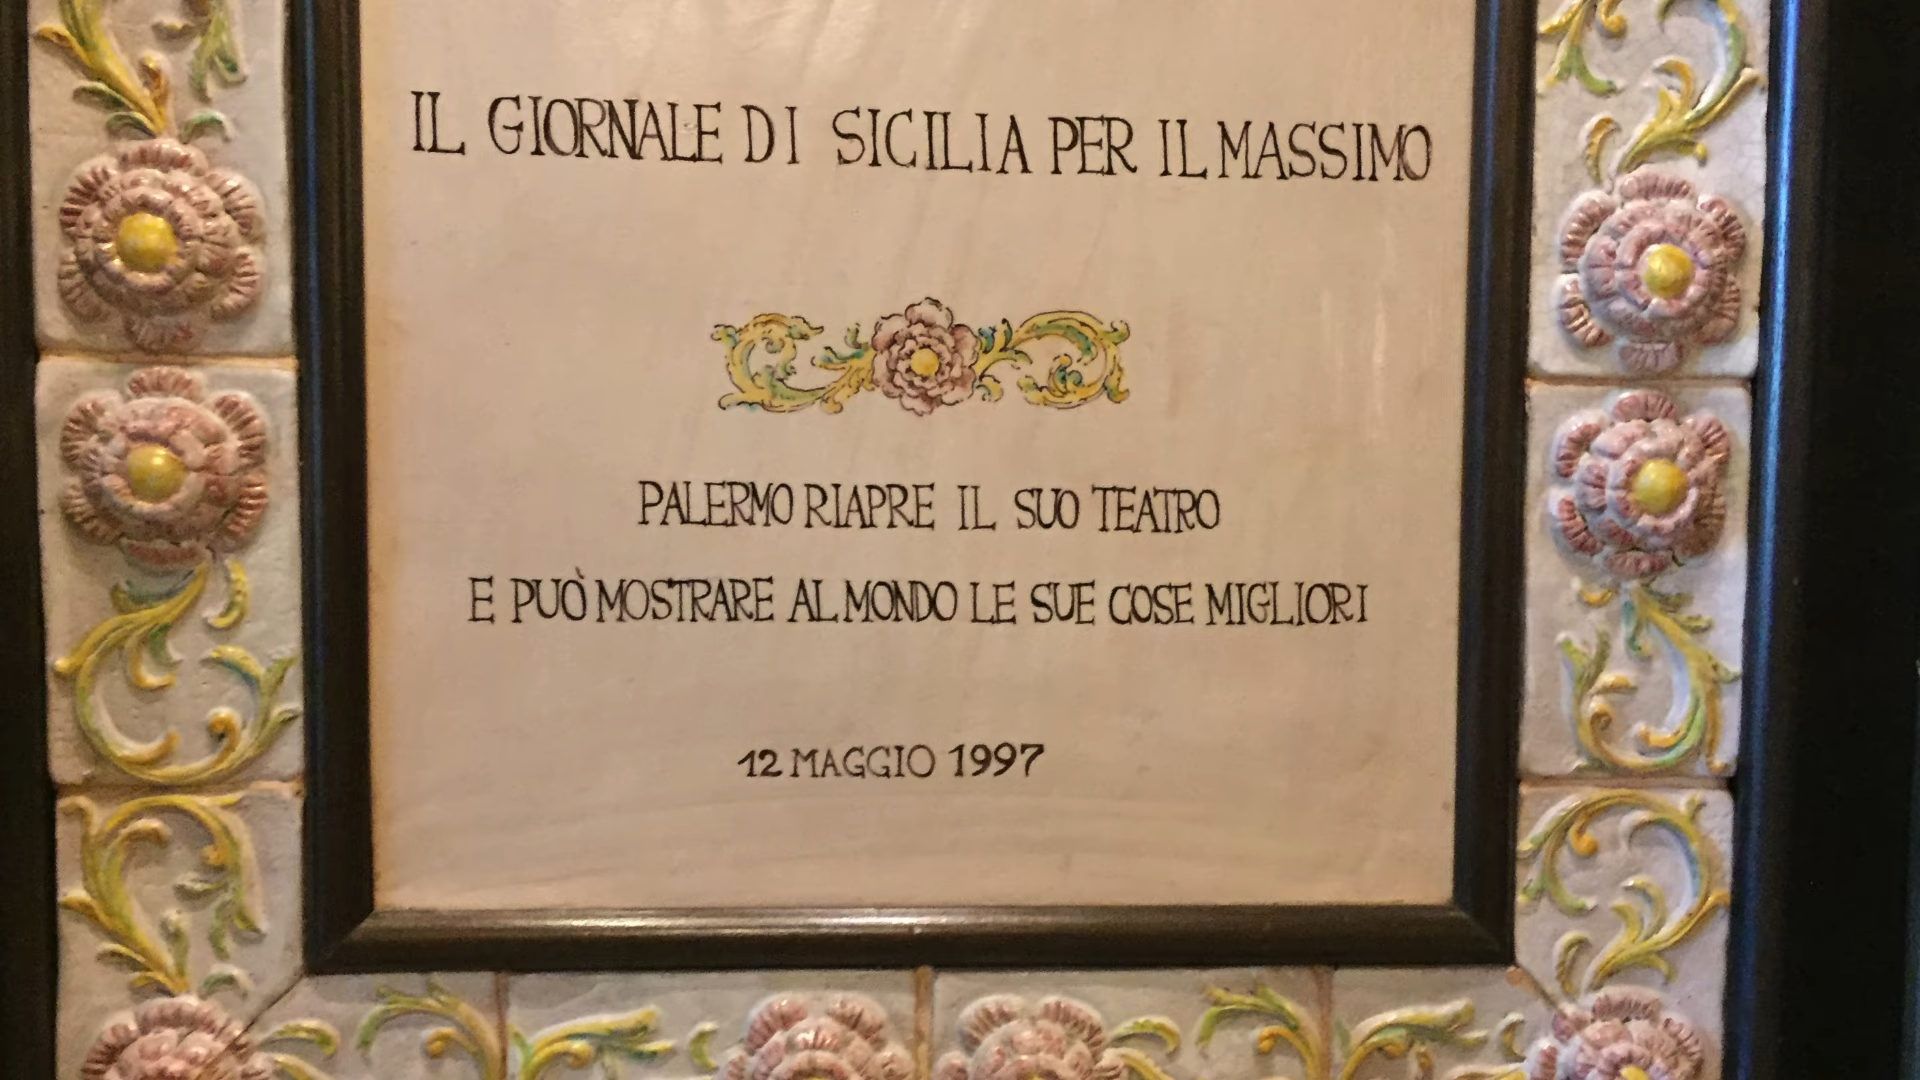 IL GIORNALE DI SICILIA PER IL MASSIMO
PALERMO RIAPRE IL SUO TEATRO
E PUÒ MOSTRARE AL MONDO LE SUE COSE MIGLIORI
12 MAGGIO 1997